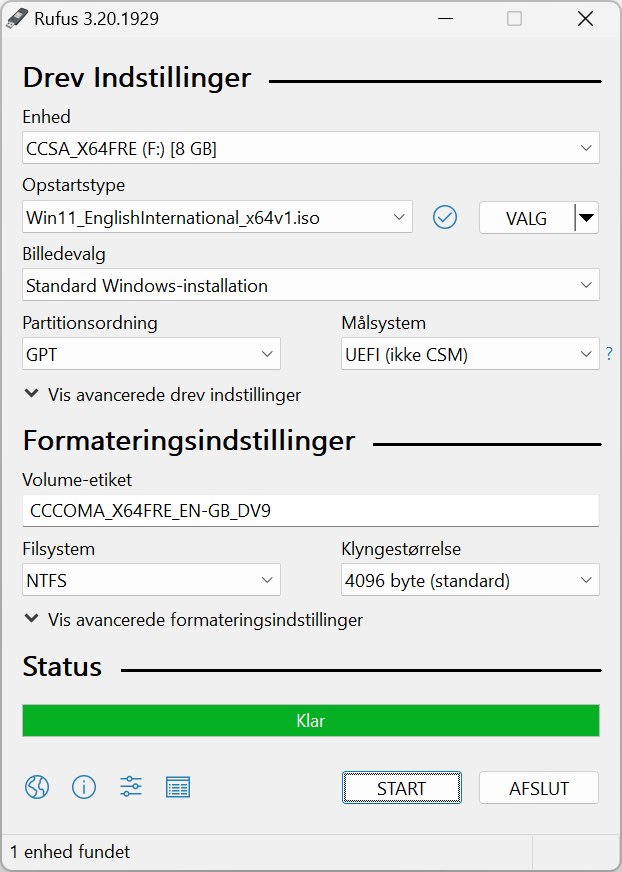 Rufus 3.20.1929
Drev Indstillinger
Enhed
CCSA_X64FRE (F:) [8 GB]
Opstartstype
Win11_EnglishInternational_x64v1.iso
VALG
Billedevalg
Standard Windows-installation
Partitionsordning
Målsystem
GPT
UEFI (ikke CSM)
?
Vis avancerede drev indstillinger
Formateringsindstillinger
Volume-etiket
CCCOMA_X64FRE_EN-GB_DV9
Filsystem
Klyngestørrelse
NTFS
4096 byte (standard)
Vis avancerede formateringsindstillinger
Status
Klar
START
AFSLUT
1 enhed fundet